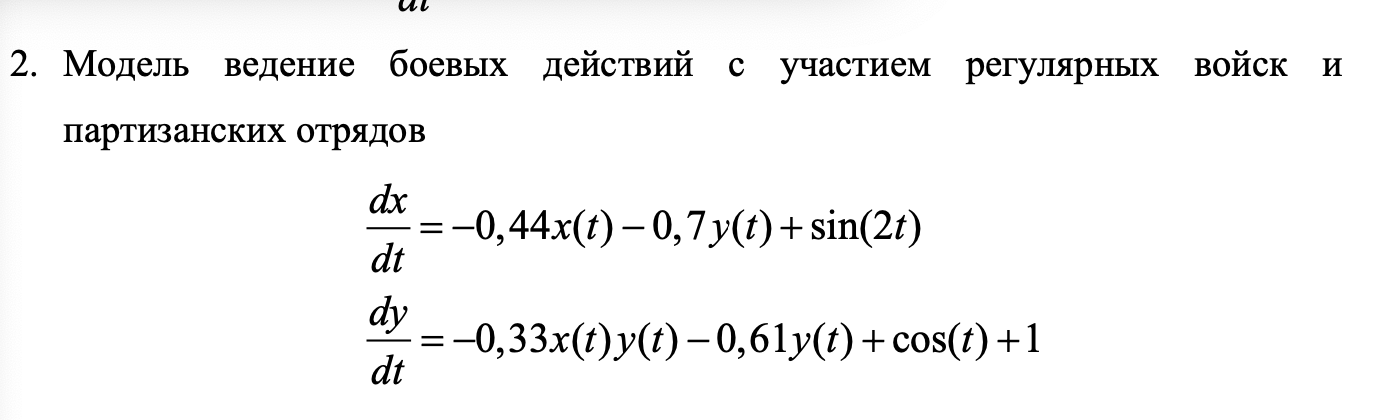 2. Модель ведение боевых действий с участием регулярных войск и
партизанских отрядов
dx/dt = −0,44x(t) − 0,7y(t) + sin(2t)
dy/dt = −0,33x(t)y(t) − 0,61y(t) + cos(t) + 1